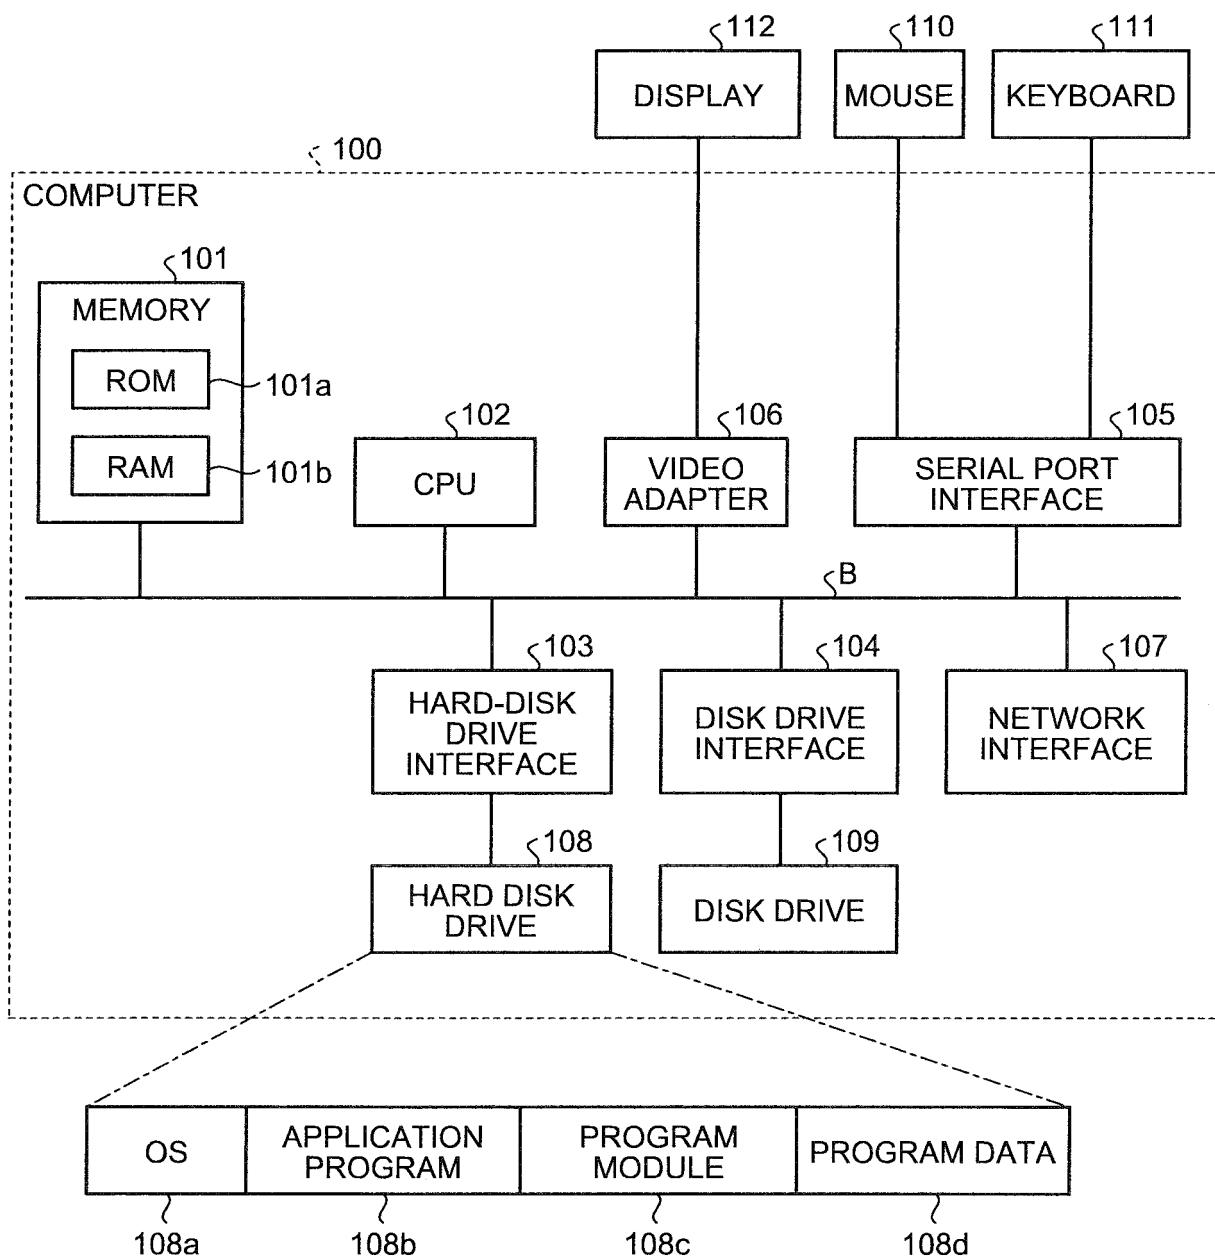 112
110
111
DISPLAY
MOUSE
KEYBOARD
100
COMPUTER
101
MEMORY
ROM
101a
RAM
101b
102
CPU
106
VIDEO
ADAPTER
105
SERIAL PORT
INTERFACE
B
103
HARD-DISK
DRIVE
INTERFACE
104
DISK DRIVE
INTERFACE
107
NETWORK
INTERFACE
108
HARD DISK
DRIVE
109
DISK DRIVE
OS
APPLICATION
PROGRAM
PROGRAM
MODULE
PROGRAM DATA
108a
108b
108c
108d